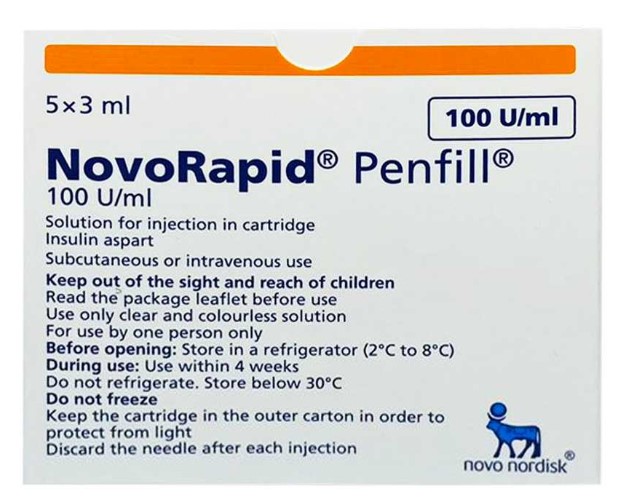 5×3 ml
100 U/ml
NovoRapid® Penfill®
100 U/ml
Solution for injection in cartridge
Insulin aspart
Subcutaneous or intravenous use
Keep out of the sight and reach of children
Read the package leaflet before use
Use only clear and colourless solution
For use by one person only
Before opening: Store in a refrigerator (2°C to 8°C)
During use: Use within 4 weeks
Do not refrigerate. Store below 30°C
Do not freeze
Keep the cartridge in the outer carton in order to
protect from light
Discard the needle after each injection
novo nordisk®